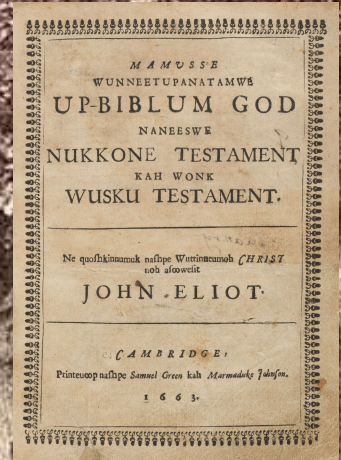 MAMVSSE
WUNNEETUPANATAMWE
UP-BIBLUM GOD
NANEESWE
NUKKONE TESTAMENT
KAH WONK
WUSKU TESTAMENT.
Ne quoshkinnumuk nashpe Wuttinneumoh CHRIST
noh asoowesit
JOHN ELIOT.
CAMBRIDGE:
Printeuoop nashpe Samuel Green kah Marmaduke Johnson.
1663.